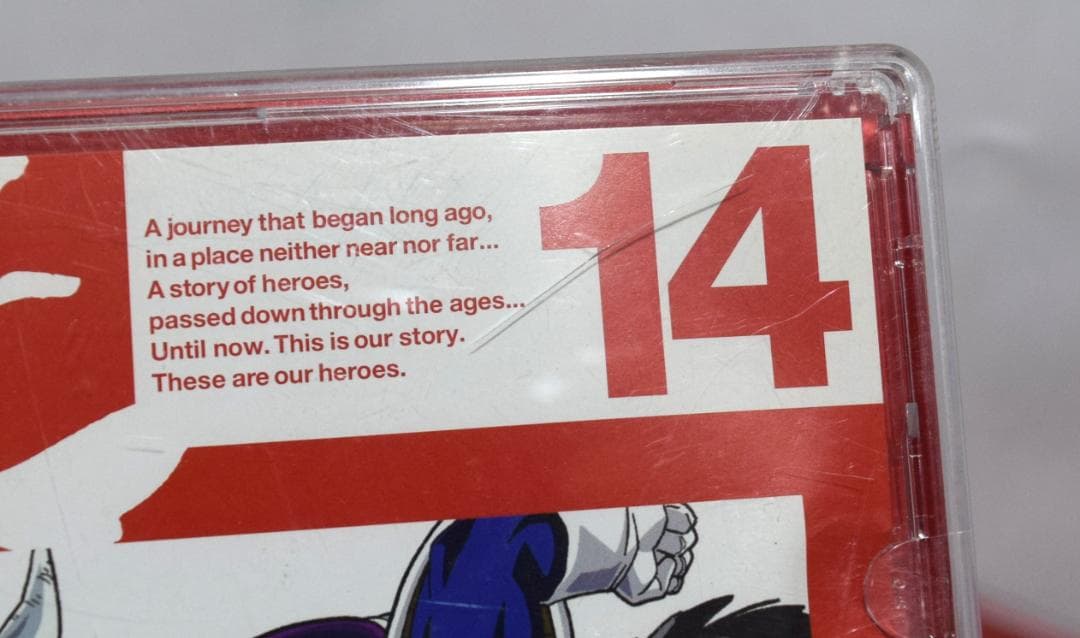 A journey that began long ago,
in a place neither near nor far...
A story of heroes,
passed down through the ages...
Until now. This is our story.
These are our heroes.
14